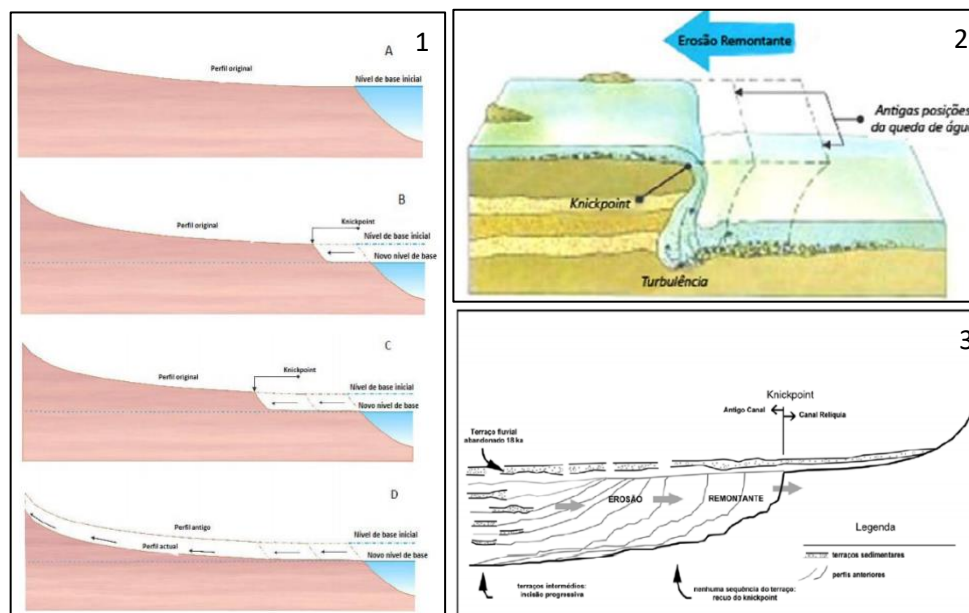 1
A
Perfil original
Nível de base inicial
B
Knickpoint
Perfil original
Nível de base inicial
Novo nível de base
C
Knickpoint
Perfil original
Nível de base inicial
Novo nível de base
D
Perfil antigo
Nível de base inicial
Perfil actual
Novo nível de base
2
Erosão Remontante
Antigas posições
da queda de água
Knickpoint
Turbulência
3
Knickpoint
Antigo Canal
Canal Relíquia
Terraço fluvial
abandonado 18 ka
EROSÃO
REMONTANTE
Legenda
terraços sedimentares
perfis anteriores
terraços intermédios:
incisão progressiva
nenhuma sequência do terraço:
recuo do knickpoint